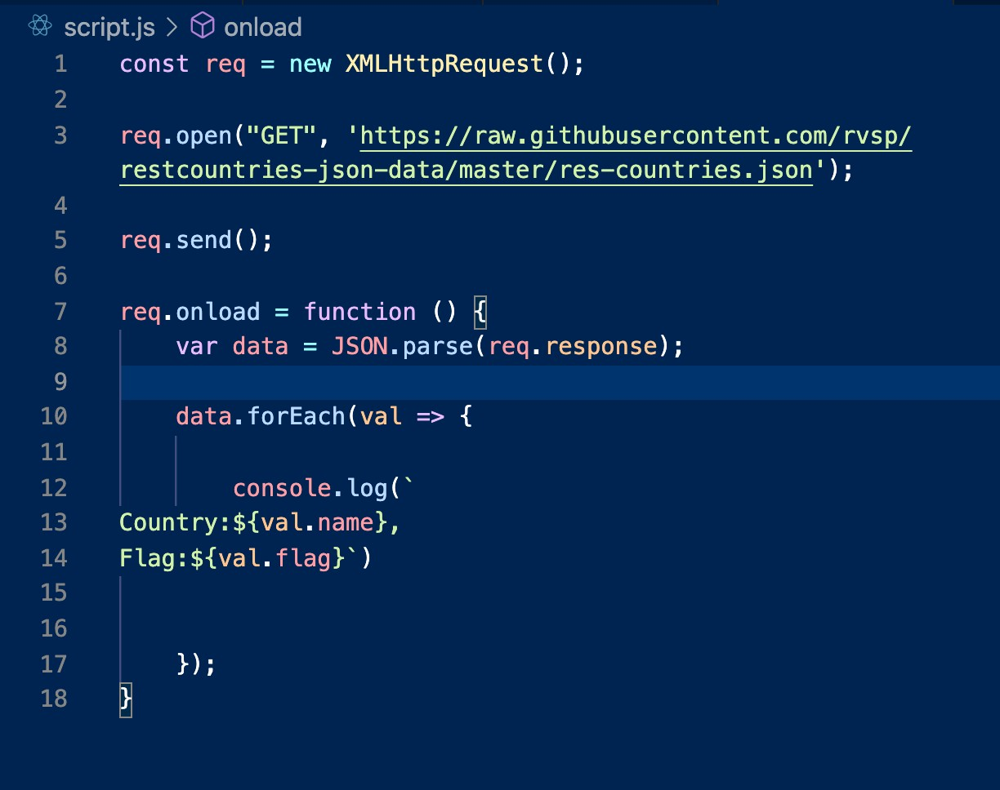 script.js > onload
1 const req = new XMLHttpRequest();
2
3 req.open("GET", 'https://raw.githubusercontent.com/rvsp/
restcountries-json-data/master/res-countries.json');
4
5 req.send();
6
7 req.onload = function () {
8 var data = JSON.parse(req.response);
9
10 data.forEach(val => {
11
12 console.log(`
13 Country:${val.name},
14 Flag:${val.flag}`)
15
16
17 });
18 }